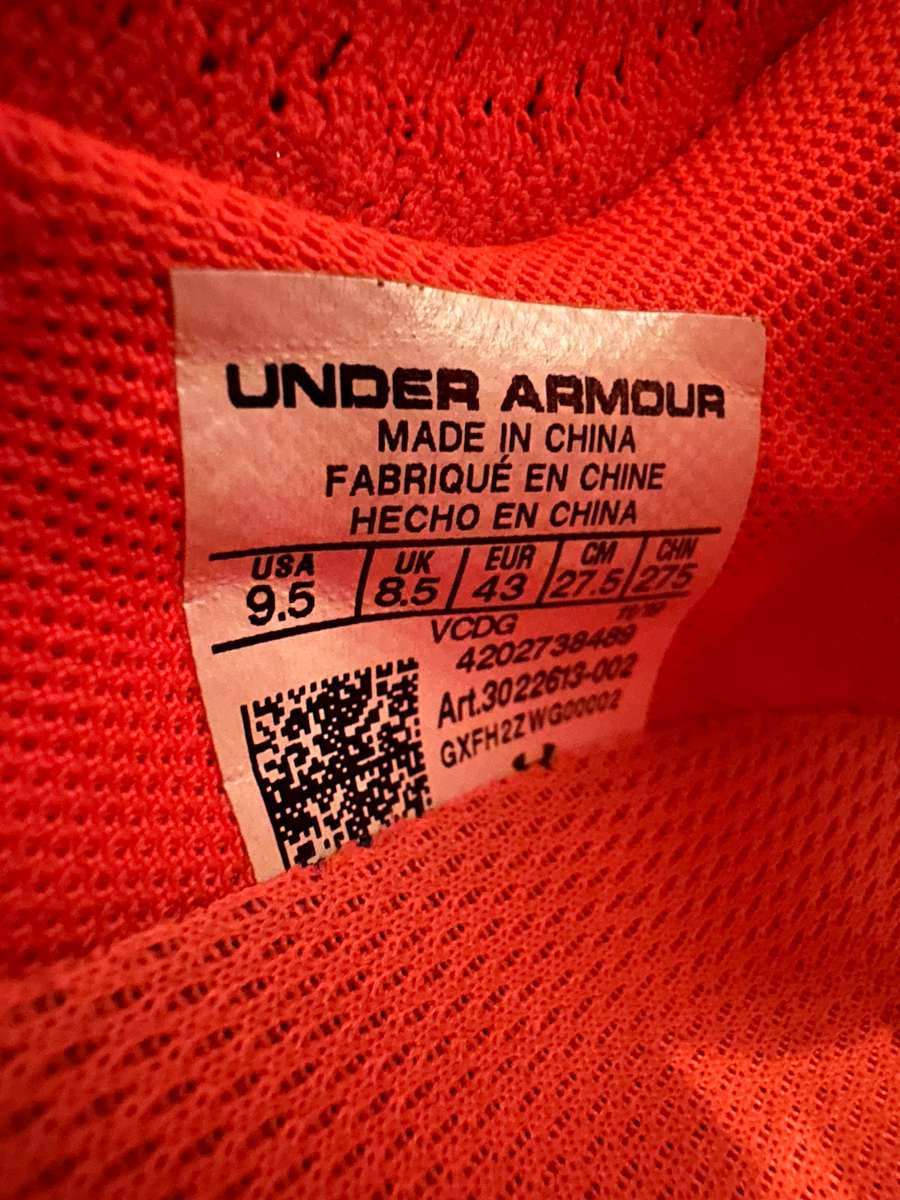 UNDER ARMOUR
MADE IN CHINA
FABRIQUÉ EN CHINE
HECHO EN CHINA
USA UK EUR CM CHN
9.5 8.5 43 27.5 275
VCDG
4202738489
Art.3022613-002
GXFH2ZWG00002